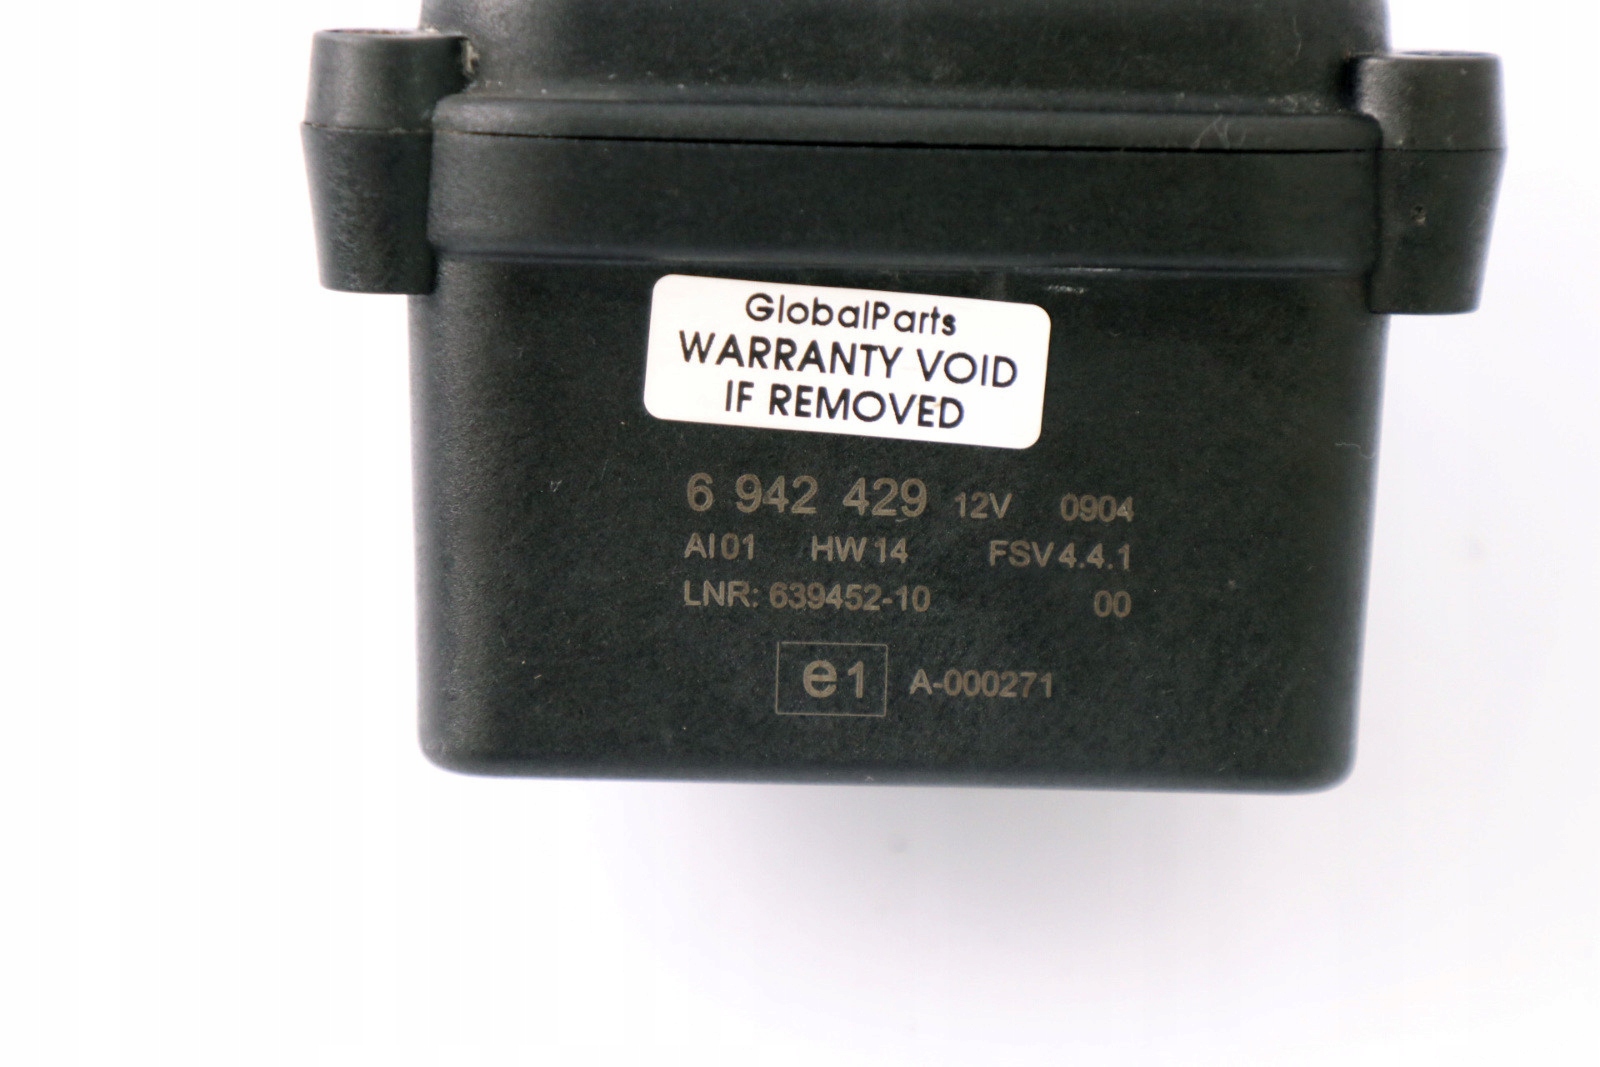 GlobalParts
WARRANTY VOID
IF REMOVED
6 942 429 12V 0904
AI01 HW14 FSV4.4.1
LNR: 639452-10 00
e1 A-000271